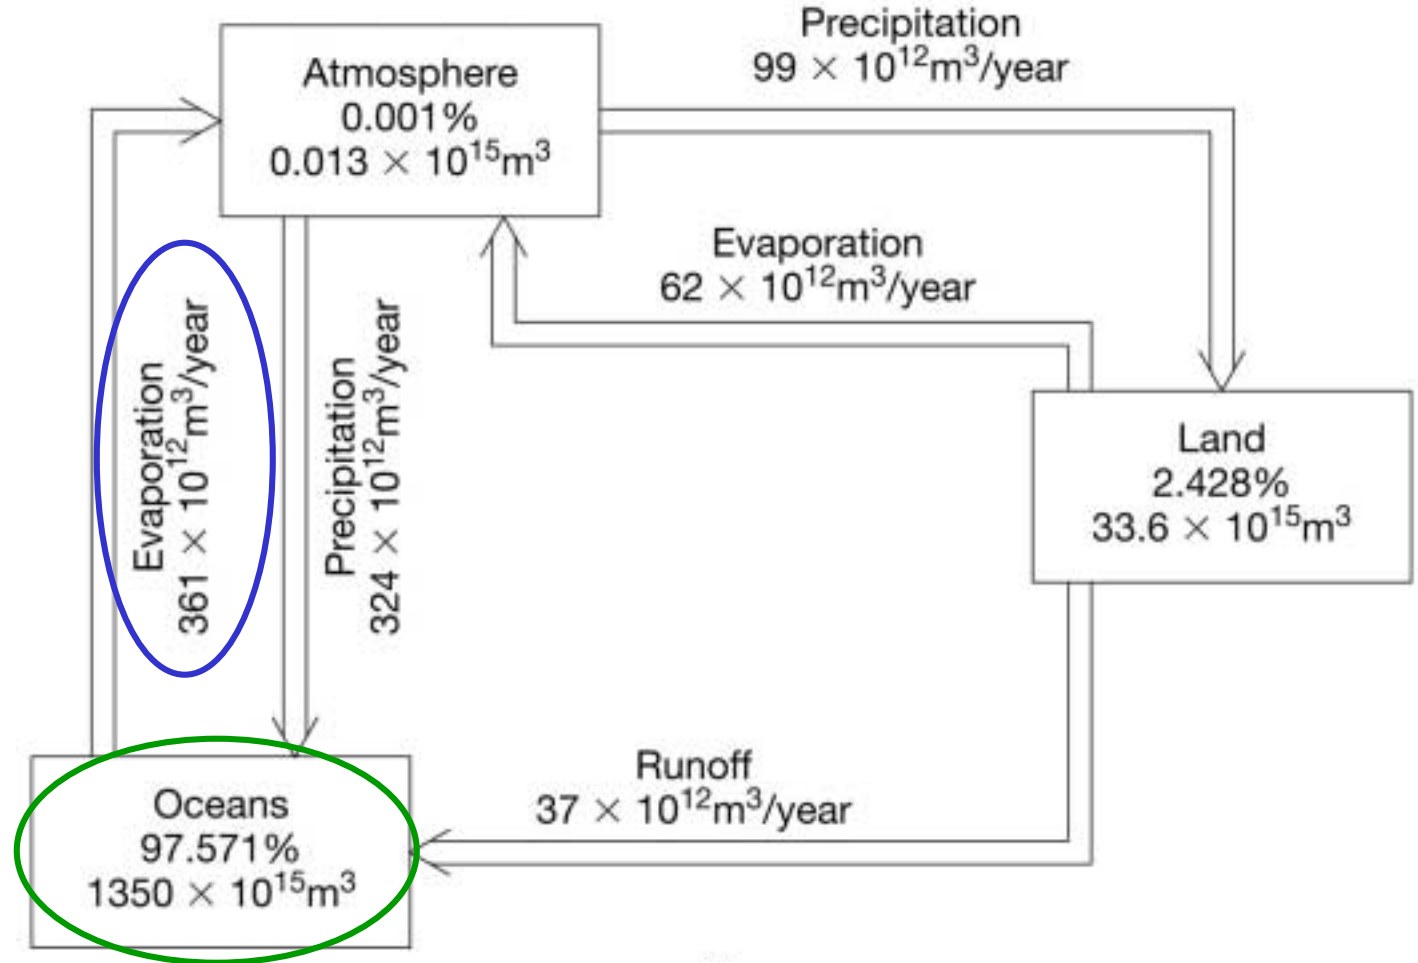 Precipitation
99 × 10¹²m³/year
Atmosphere
0.001%
0.013 × 10¹⁵m³
Evaporation
62 × 10¹²m³/year
Evaporation
361 × 10¹²m³/year
Precipitation
324 × 10¹²m³/year
Land
2.428%
33.6 × 10¹⁵m³
Runoff
37 × 10¹²m³/year
Oceans
97.571%
1350 × 10¹⁵m³